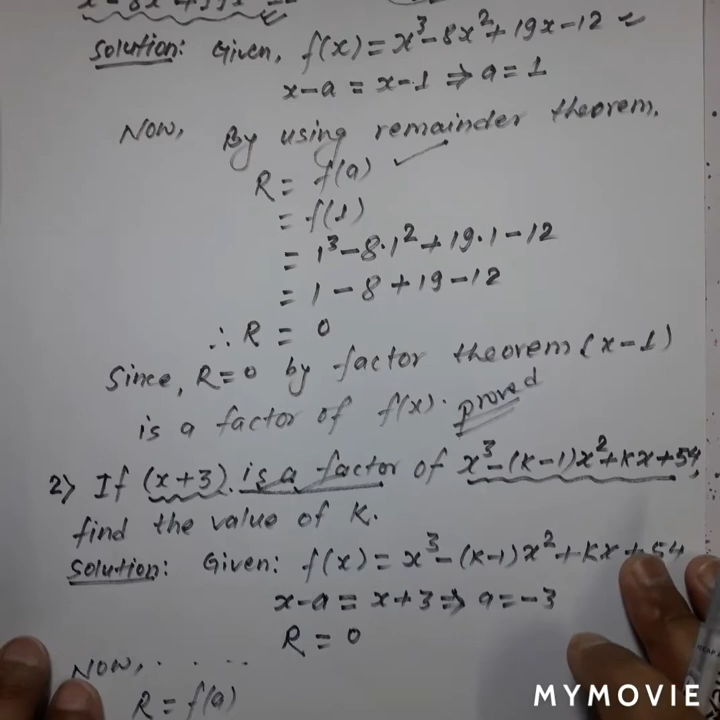 Solution: Given, f(x) = x³-8x²+19x-12
x-a = x-1 ⇒ a=1
Now, By using remainder theorem.
R = f(a) ✓
= f(1)
= 1³-8·1²+19·1-12
= 1-8+19-12
∴ R = 0
Since, R=0 by factor theorem (x-1)
is a factor of f(x). proved
2) If (x+3) is a factor of x³-(k-1)x²+kx+54,
find the value of k.
Solution: Given: f(x) = x³-(k-1)x²+kx+54
x-a = x+3 ⇒ a=-3
R = 0
Now, . . . .
R = f(a)
MYMOVIE